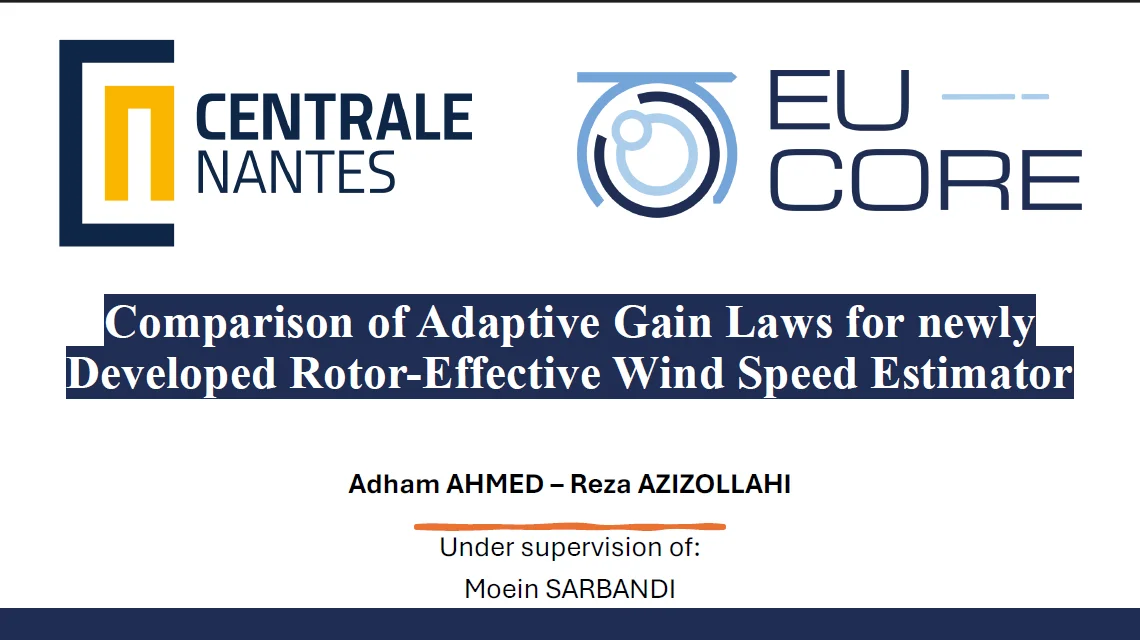 CENTRALE
NANTES
EU
CORE
Comparison of Adaptive Gain Laws for newly
Developed Rotor-Effective Wind Speed Estimator
Adham AHMED – Reza AZIZOLLAHI
Under supervision of:
Moein SARBANDI